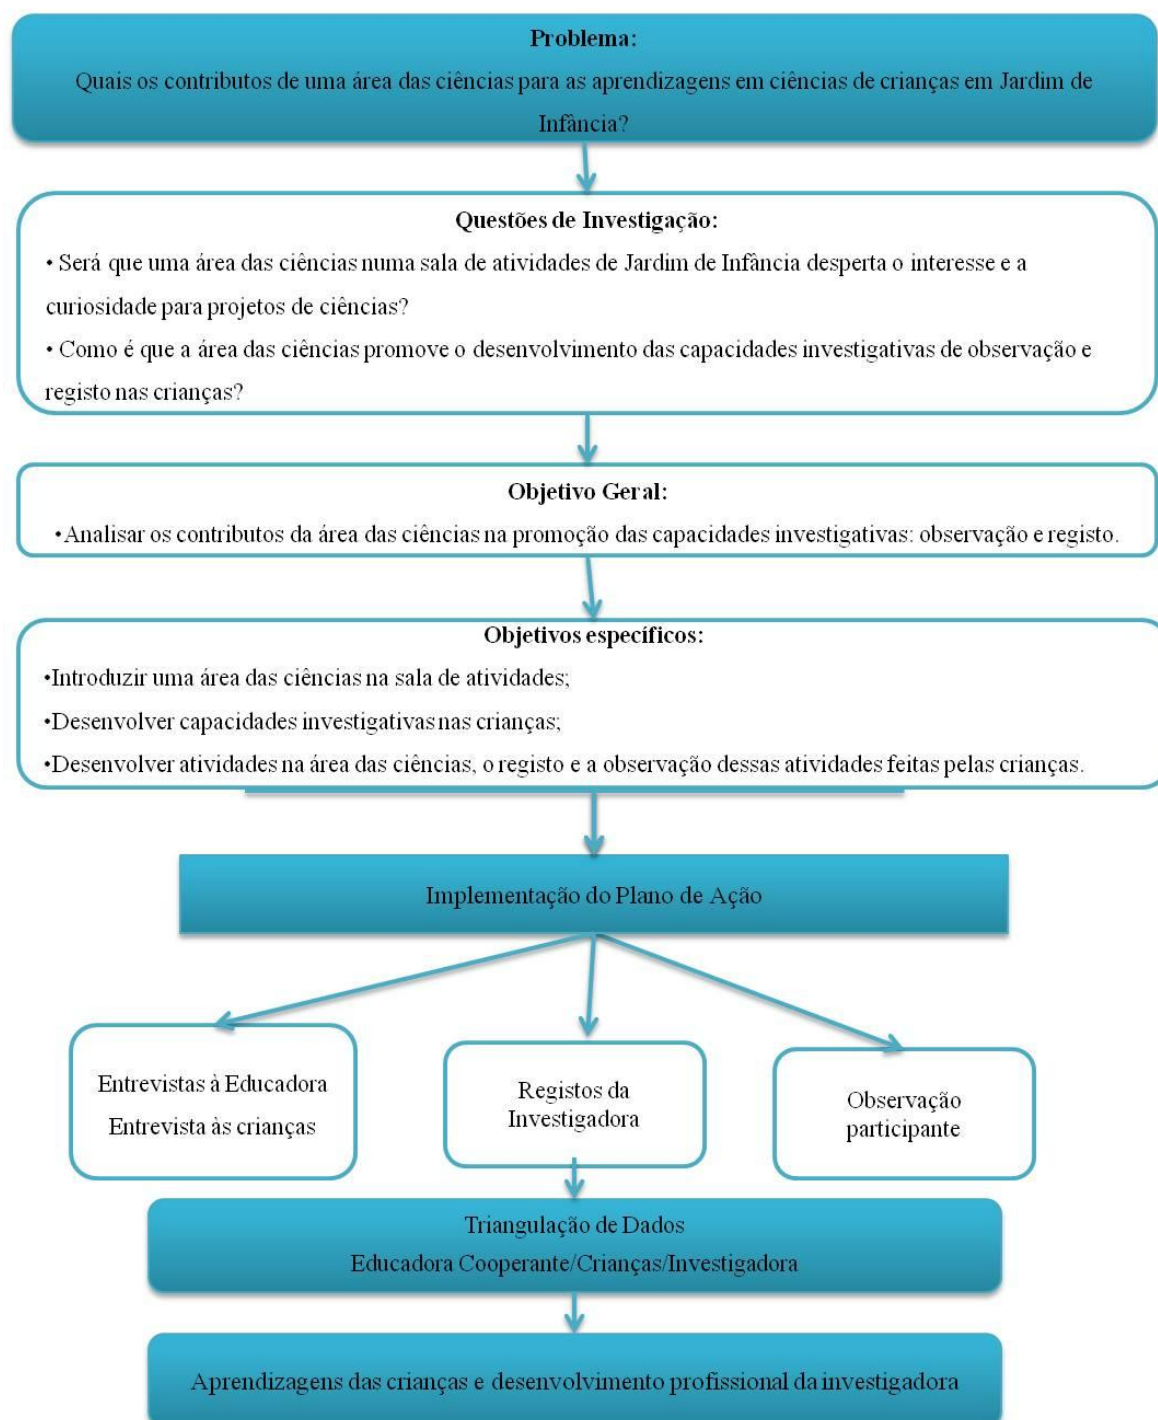 Problema:
Quais os contributos de uma área das ciências para as aprendizagens em ciências de crianças em Jardim de
Infância?
Questões de Investigação:
• Será que uma área das ciências numa sala de atividades de Jardim de Infância desperta o interesse e a
curiosidade para projetos de ciências?
• Como é que a área das ciências promove o desenvolvimento das capacidades investigativas de observação e
registo nas crianças?
Objetivo Geral:
•Analisar os contributos da área das ciências na promoção das capacidades investigativas: observação e registo.
Objetivos específicos:
•Introduzir uma área das ciências na sala de atividades;
•Desenvolver capacidades investigativas nas crianças;
•Desenvolver atividades na área das ciências, o registo e a observação dessas atividades feitas pelas crianças.
Implementação do Plano de Ação
Entrevistas à Educadora
Entrevista às crianças
Registos da
Investigadora
Observação
participante
Triangulação de Dados
Educadora Cooperante/Crianças/Investigadora
Aprendizagens das crianças e desenvolvimento profissional da investigadora